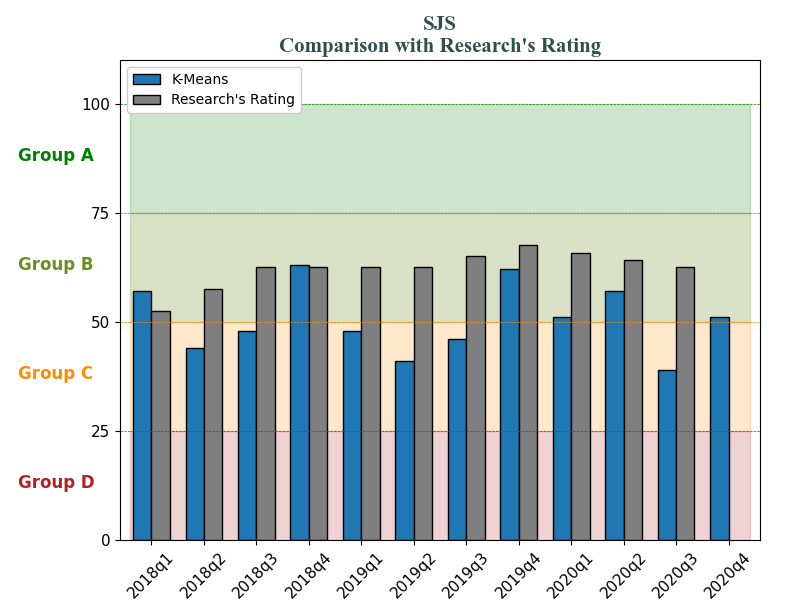 SJS
Comparison with Research's Rating
K-Means
Research's Rating
100
Group A
75
Group B
50
Group C
25
Group D
0
2018q1 2018q2 2018q3 2018q4 2019q1 2019q2 2019q3 2019q4 2020q1 2020q2 2020q3 2020q4